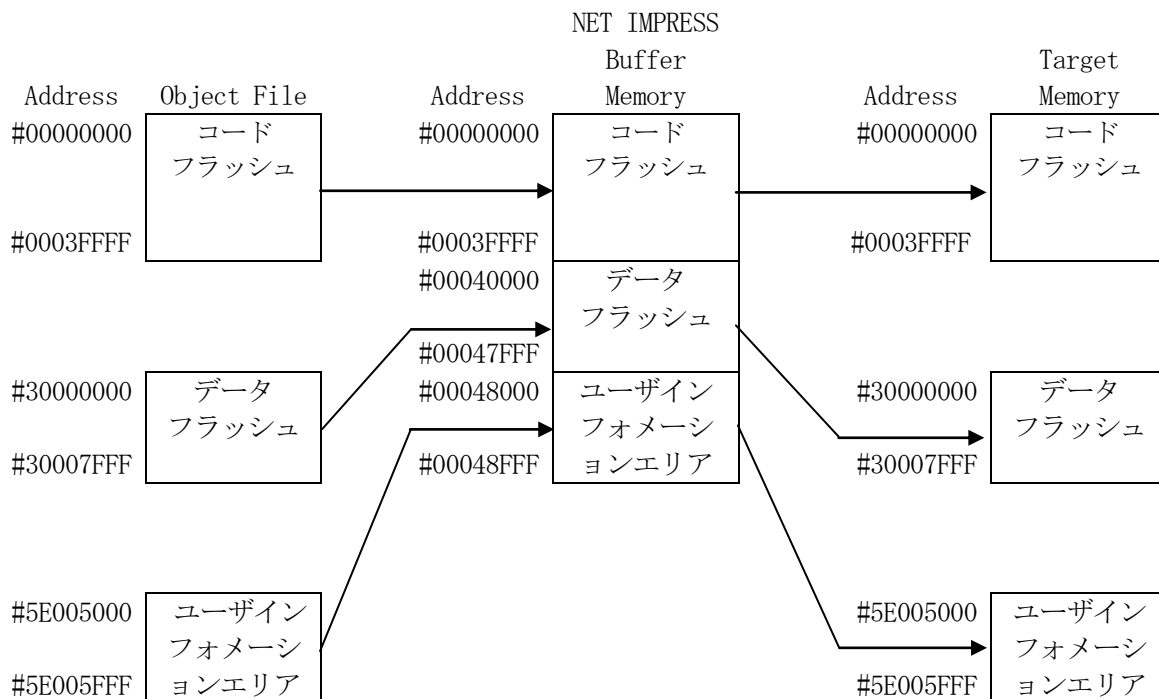 NET IMPRESS
Buffer
Target
Address Object File Address Memory Address Memory
#00000000 コード #00000000 コード #00000000 コード
フラッシュ フラッシュ フラッシュ
#0003FFFF #0003FFFF #0003FFFF
#00040000 データ
フラッシュ
#00047FFF
#30000000 データ #00048000 ユーザイン #30000000 データ
フラッシュ フォメーシ フラッシュ
#30007FFF #00048FFF ョンエリア #30007FFF
#5E005000 ユーザイン #5E005000 ユーザイン
フォメーシ フォメーシ
#5E005FFF ョンエリア #5E005FFF ョンエリア